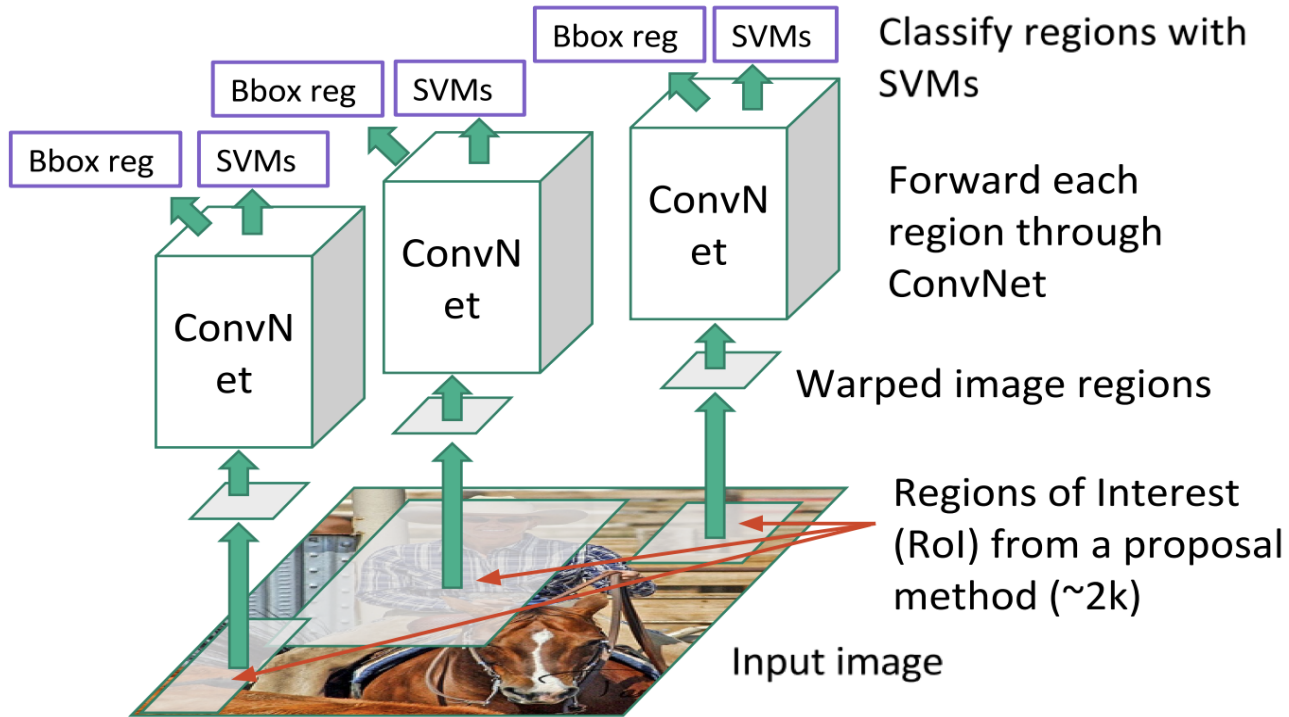 Bbox reg
SVMs
Classify regions with
SVMs
Bbox reg
SVMs
Bbox reg
SVMs
ConvN
et
ConvN
et
ConvN
et
Forward each
region through
ConvNet
Warped image regions
Regions of Interest
(RoI) from a proposal
method (~2k)
Input image